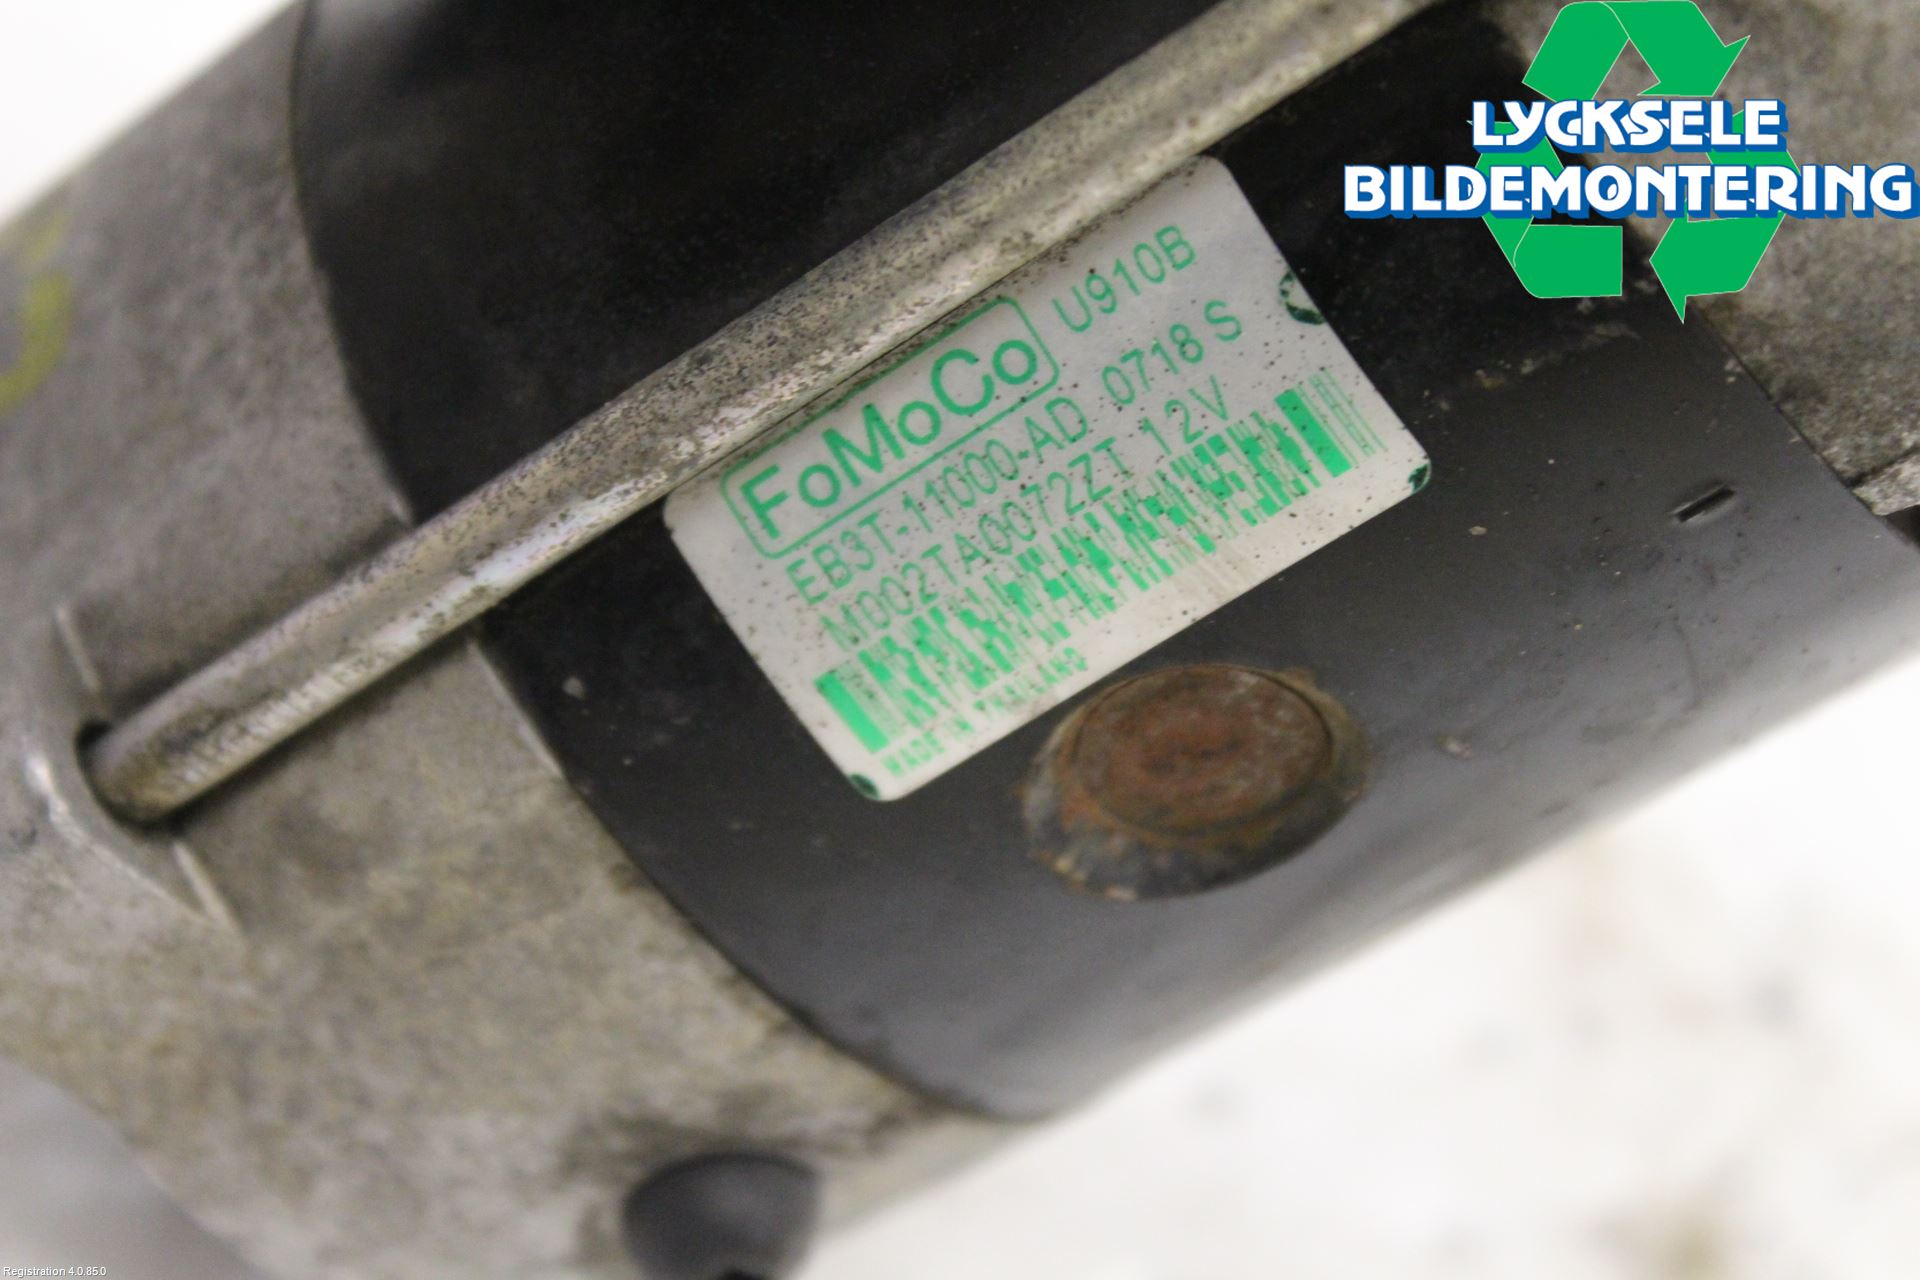 LYCKSELE
BILDEMONTERING
FoMoCo U910B
EB3T-11000-AD 0718 S
M002TA0072ZT 12V
MADE IN THAILAND
Registration 4.0.85.0